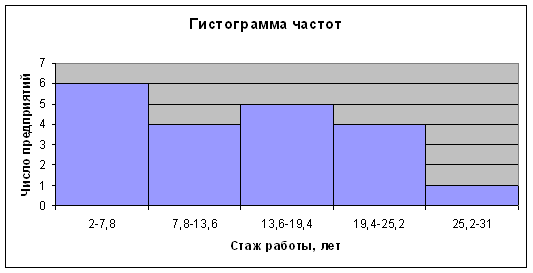 Гистограмма частот
Число предприятий
7
6
5
4
3
2
1
0
2-7,8 7,8-13,6 13,6-19,4 19,4-25,2 25,2-31
Стаж работы, лет